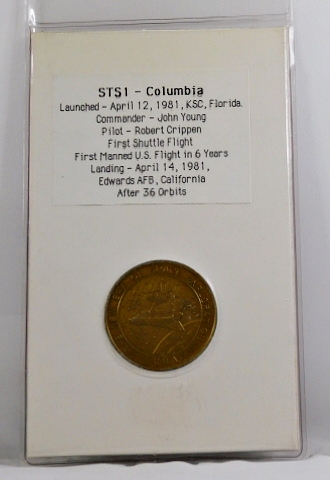 STS1 - Columbia
Launched - April 12, 1981, KSC, Florida.
Commander - John Young
Pilot - Robert Crippen
First Shuttle Flight
First Manned U.S. Flight in 6 Years
Landing - April 14, 1981,
Edwards AFB, California
After 36 Orbits